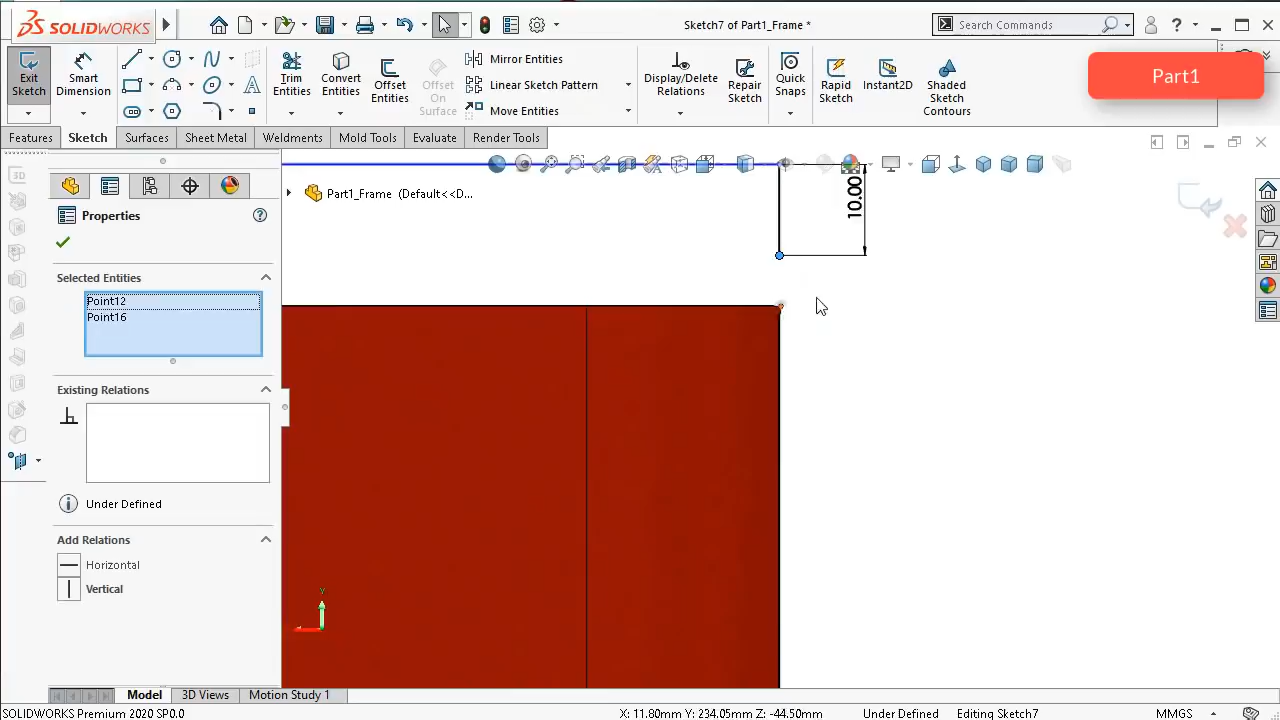 SOLIDWORKS
Sketch7 of Part1_Frame *
Search Commands
?
Part1
Exit Sketch
Smart Dimension
Trim Entities
Convert Entities
Offset Entities
Offset On Surface
Mirror Entities
Linear Sketch Pattern
Move Entities
Display/Delete Relations
Repair Sketch
Quick Snaps
Rapid Sketch
Instant2D
Shaded Sketch Contours
Features
Sketch
Surfaces
Sheet Metal
Weldments
Mold Tools
Evaluate
Render Tools
3D
Part1_Frame (Default<<D...
Properties
?
Selected Entities
Point12
Point16
Existing Relations
Under Defined
Add Relations
Horizontal
Vertical
10.00
Y
Model
3D Views
Motion Study 1
SOLIDWORKS Premium 2020 SP0.0
X: 11.80mm Y: 234.05mm Z: -44.50mm
Under Defined
Editing Sketch7
MMGS